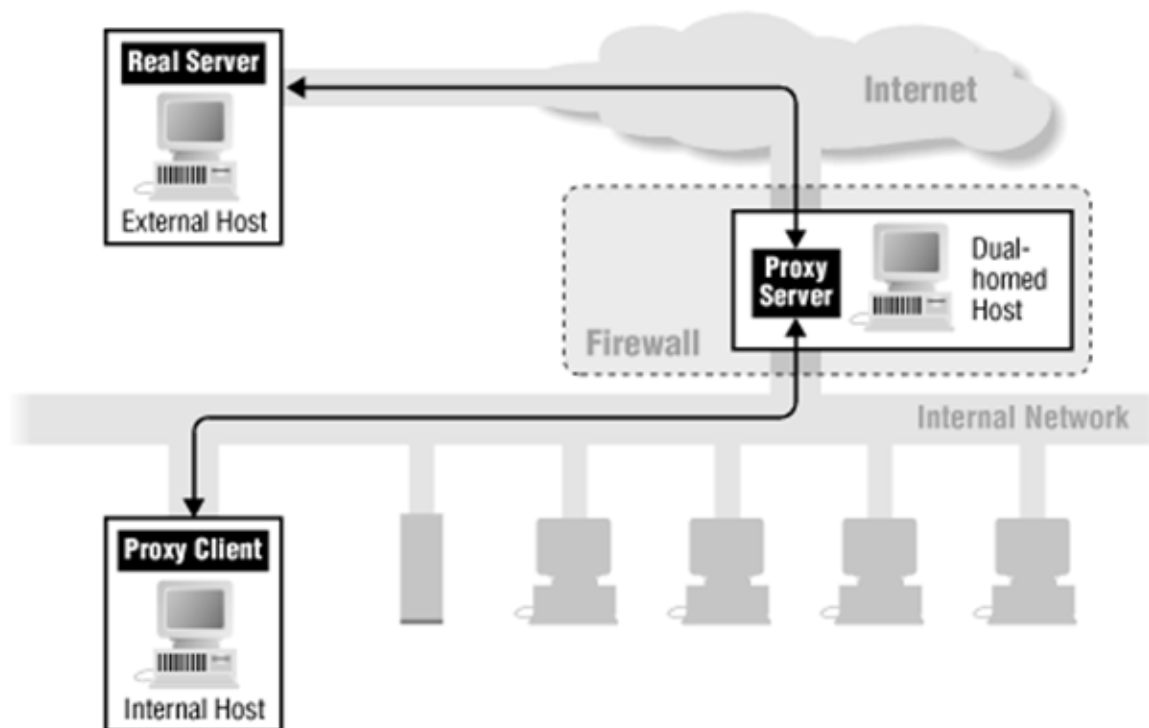 Real Server
External Host
Internet
Proxy
Server
Dual-
homed
Host
Firewall
Internal Network
Proxy Client
Internal Host